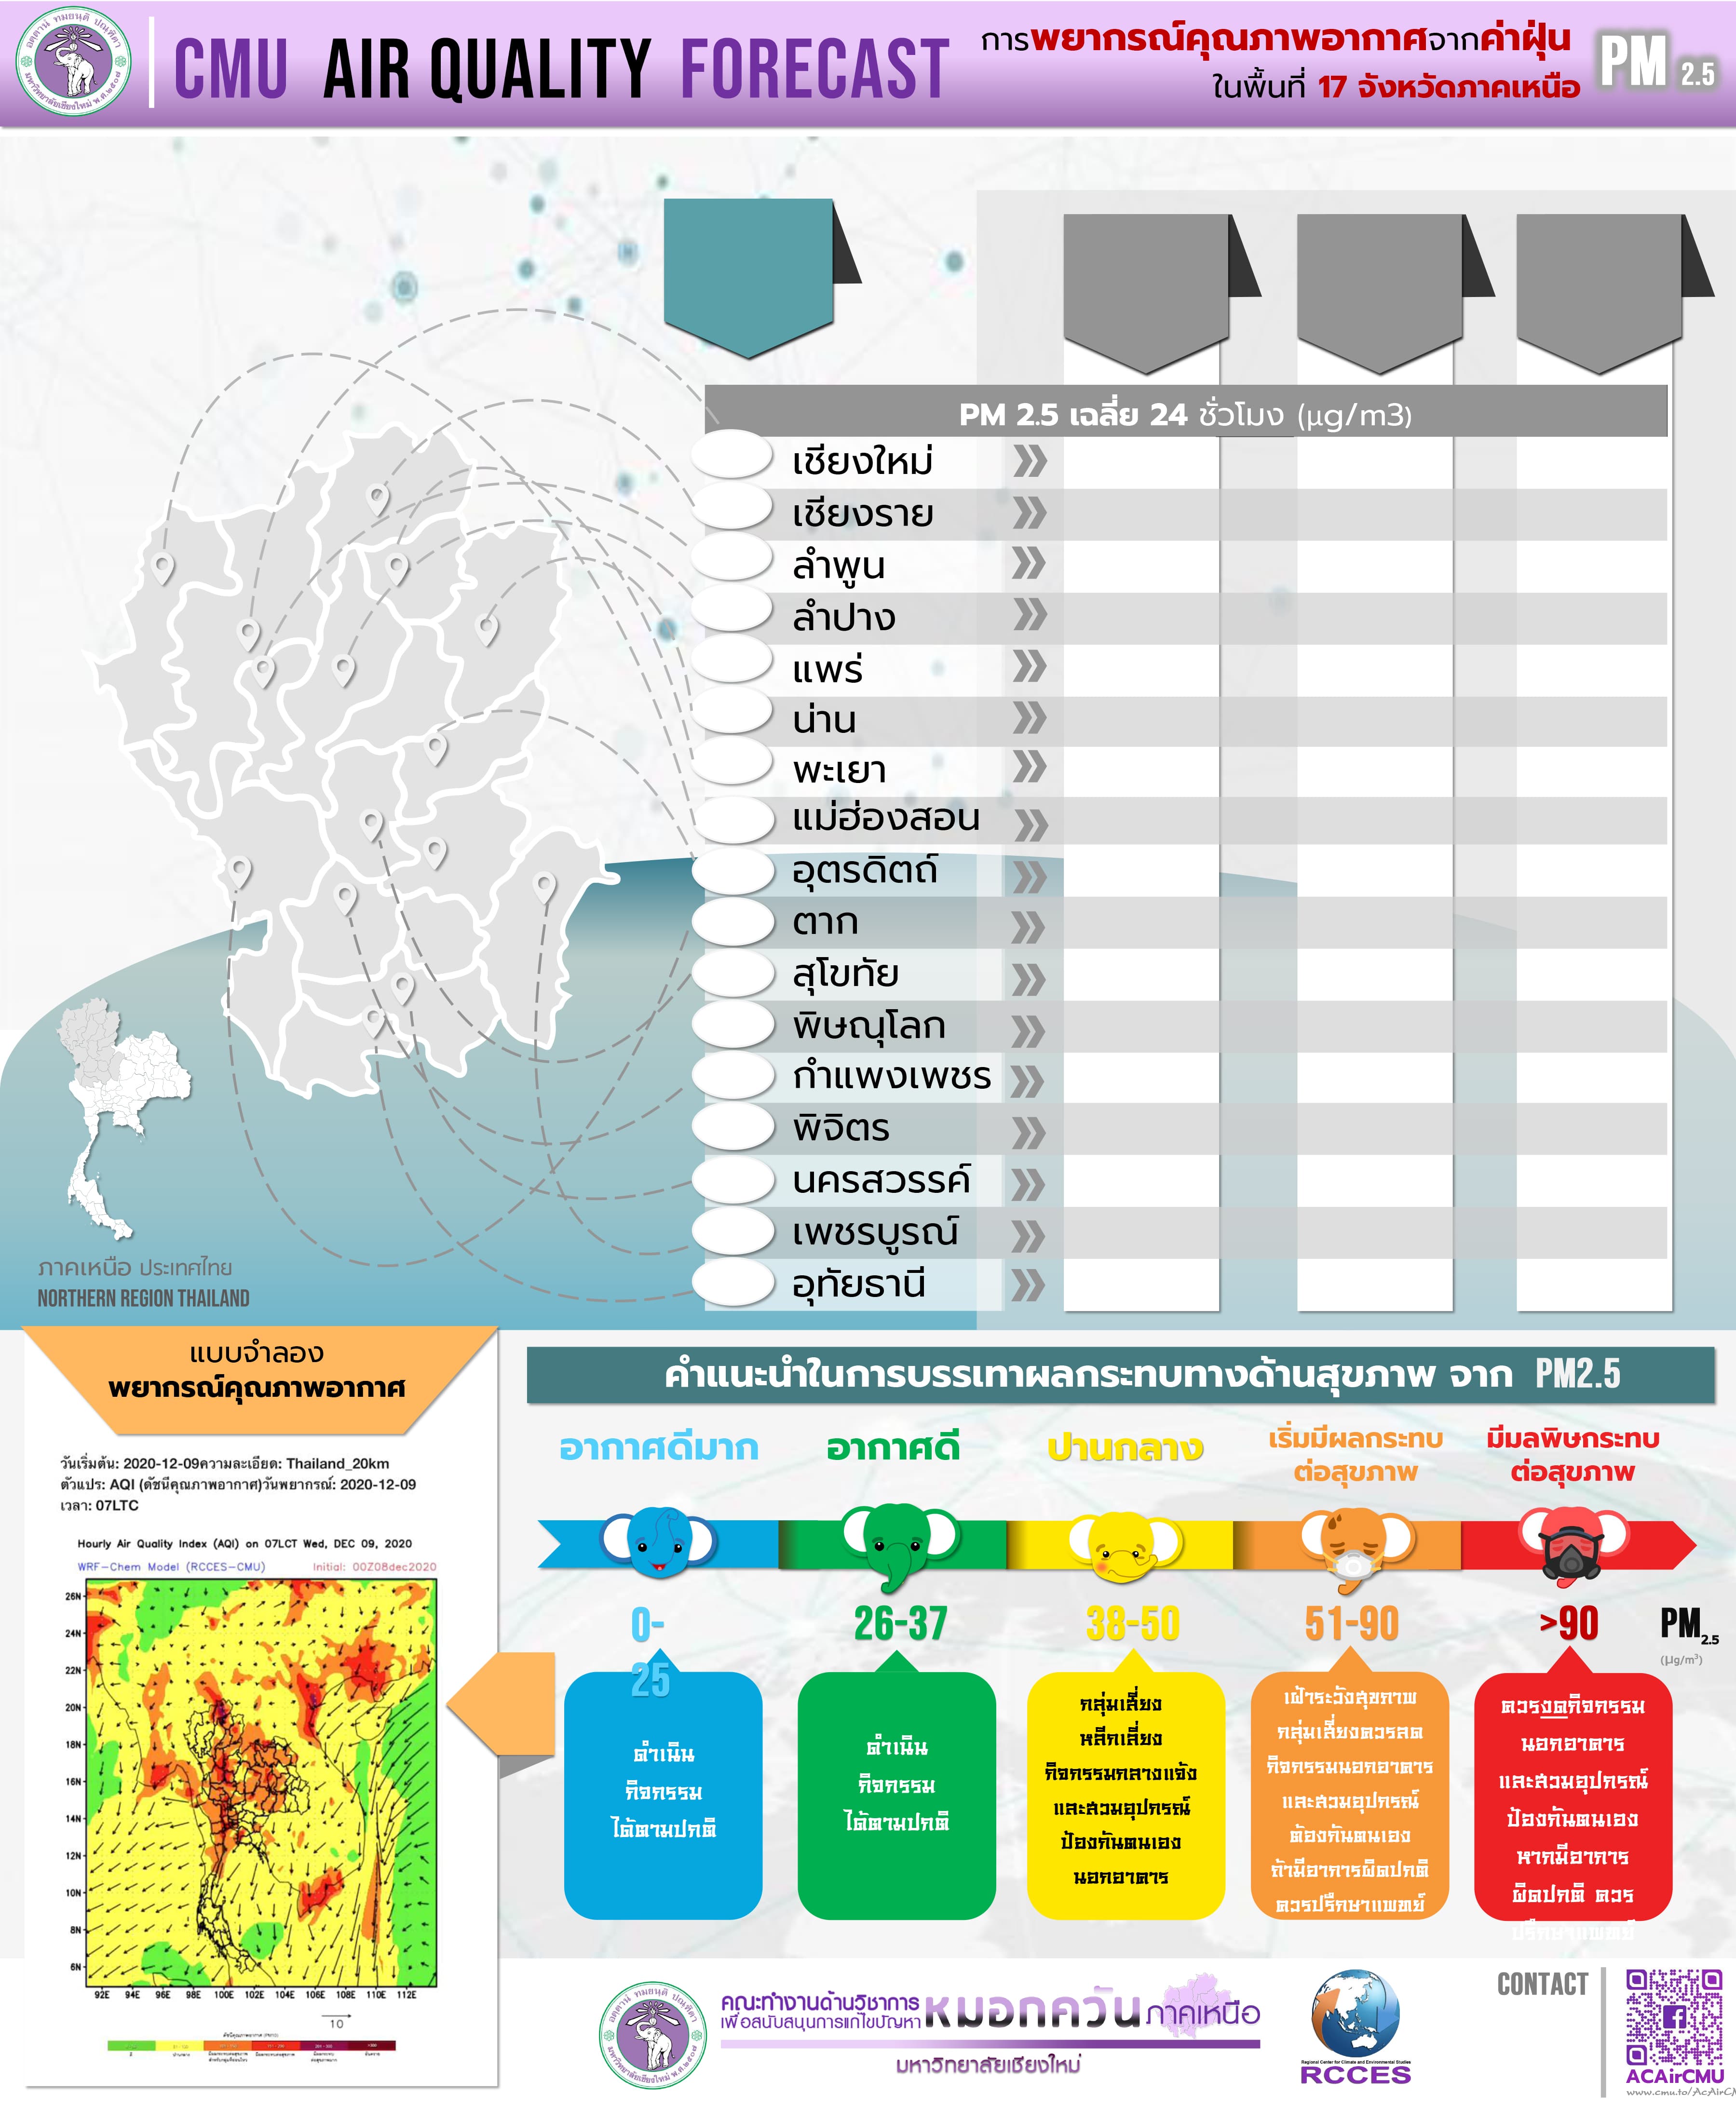 CMU AIR QUALITY FORECAST
การพยากรณ์คุณภาพอากาศจากค่าฝุ่น PM 2.5
ในพื้นที่ 17 จังหวัดภาคเหนือ
PM 2.5 เฉลี่ย 24 ชั่วโมง (µg/m3)
เชียงใหม่
เชียงราย
ลำพูน
ลำปาง
แพร่
น่าน
พะเยา
แม่ฮ่องสอน
อุตรดิตถ์
ตาก
สุโขทัย
พิษณุโลก
กำแพงเพชร
พิจิตร
นครสวรรค์
เพชรบูรณ์
อุทัยธานี
ภาคเหนือ ประเทศไทย
NORTHERN REGION THAILAND
แบบจำลอง
พยากรณ์คุณภาพอากาศ
วันเริ่มต้น: 2020-12-09ความละเอียด: Thailand_20km
ตัวแปร: AQI (ดัชนีคุณภาพอากาศ)วันพยากรณ์: 2020-12-09
เวลา: 07LTC
Hourly Air Quality Index (AQI) on 07LCT Wed, DEC 09, 2020
WRF-Chem Model (RCCES-CMU) Initial: 00Z08dec2020
26N
24N
22N
20N
18N
16N
14N
12N
10N
8N
6N
92E 94E 96E 98E 100E 102E 104E 106E 108E 110E 112E
10
คำแนะนำในการบรรเทาผลกระทบทางด้านสุขภาพ จาก PM2.5
อากาศดีมาก
อากาศดี
ปานกลาง
เริ่มมีผลกระทบ
ต่อสุขภาพ
มีมลพิษกระทบ
ต่อสุขภาพ
0-
25
26-37
38-50
51-90
>90
PM2.5
(µg/m³)
ดำเนิน
กิจกรรม
ได้ตามปกติ
ดำเนิน
กิจกรรม
ได้ตามปกติ
กลุ่มเสี่ยง
หลีกเลี่ยง
กิจกรรมกลางแจ้ง
และสวมอุปกรณ์
ป้องกันตนเอง
นอกอาคาร
เฝ้าระวังสุขภาพ
กลุ่มเสี่ยงควรลด
กิจกรรมนอกอาคาร
และสวมอุปกรณ์
ต้องกันตนเอง
ถ้ามีอาการผิดปกติ
ควรปรึกษาแพทย์
ควรงดกิจกรรม
นอกอาคาร
และสวมอุปกรณ์
ป้องกันตนเอง
หากมีอาการ
ผิดปกติ ควร
ปรึกษาแพทย์
คณะทำงานด้านวิชาการ
เพื่อสนับสนุนการแก้ไขปัญหา หมอกควัน ภาคเหนือ
มหาวิทยาลัยเชียงใหม่
Regional Center for Climate and Environmental Studies
RCCES
CONTACT
ACAirCMU
www.cmu.to/AcAirCM